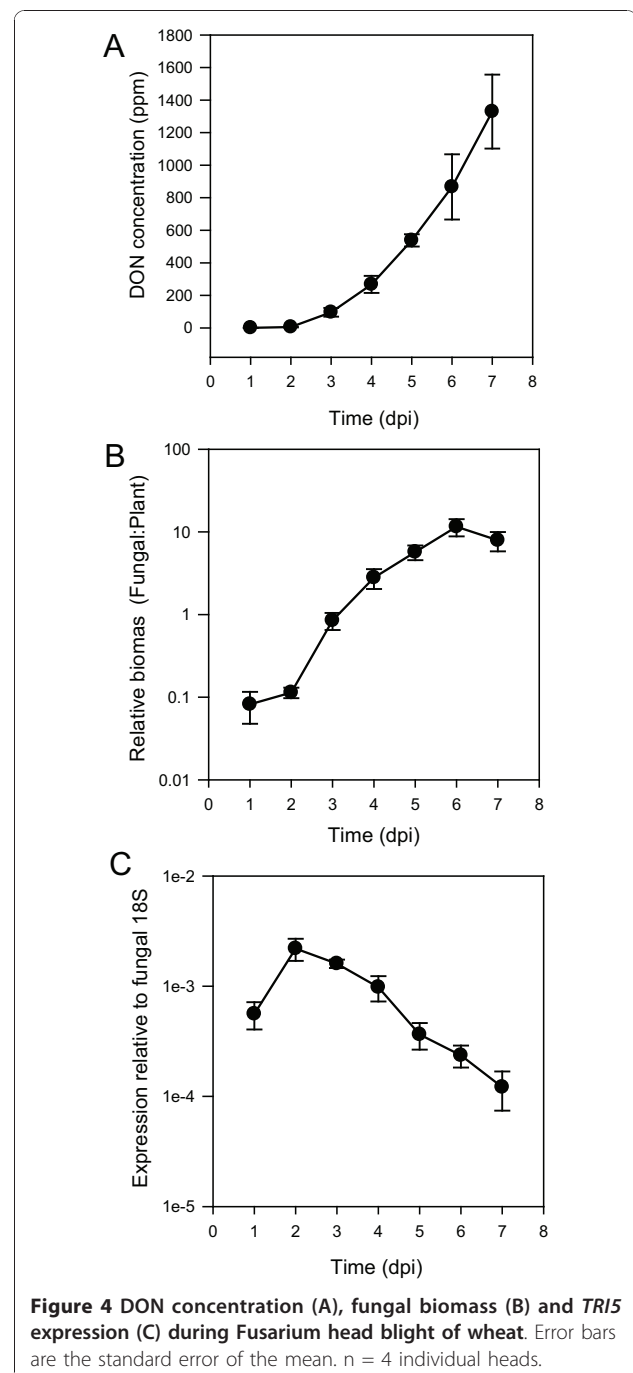 A
1800
1600
1400
1200
1000
800
600
400
200
0
DON concentration (ppm)
0 1 2 3 4 5 6 7 8
Time (dpi)
B
100
10
1
0.1
0.01
Relative biomas (Fungal:Plant)
0 1 2 3 4 5 6 7 8
Time (dpi)
C
1e-2
1e-3
1e-4
1e-5
Expression relative to fungal 18S
0 1 2 3 4 5 6 7 8
Time (dpi)
Figure 4 DON concentration (A), fungal biomass (B) and TRI5
expression (C) during Fusarium head blight of wheat. Error bars
are the standard error of the mean. n = 4 individual heads.